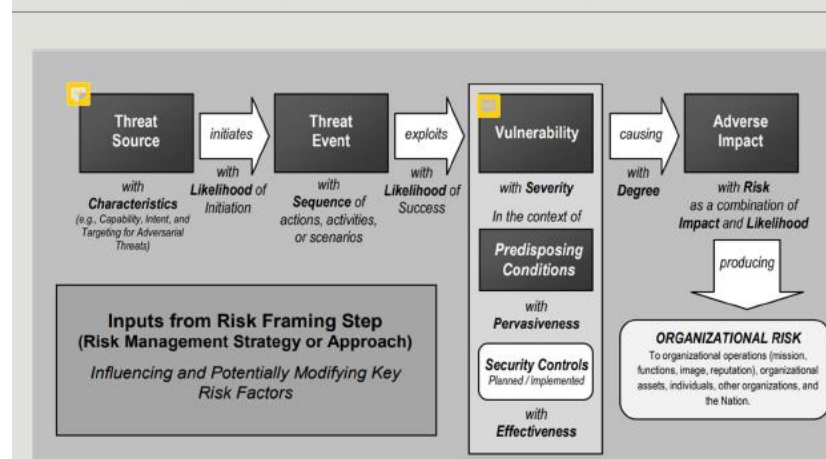 Threat
Source
with
Characteristics
(e.g., Capability, Intent, and
Targeting for Adversarial
Threats)
initiates
with
Likelihood of
Initiation
Threat
Event
with
Sequence of
actions, activities,
or scenarios
exploits
with
Likelihood of
Success
Vulnerability
with Severity
In the context of
Predisposing
Conditions
with
Pervasiveness
Security Controls
Planned / Implemented
with
Effectiveness
causing
with
Degree
Adverse
Impact
with Risk
as a combination of
Impact and Likelihood
producing
ORGANIZATIONAL RISK
To organizational operations (mission,
functions, image, reputation), organizational
assets, individuals, other organizations, and
the Nation.
Inputs from Risk Framing Step
(Risk Management Strategy or Approach)
Influencing and Potentially Modifying Key
Risk Factors